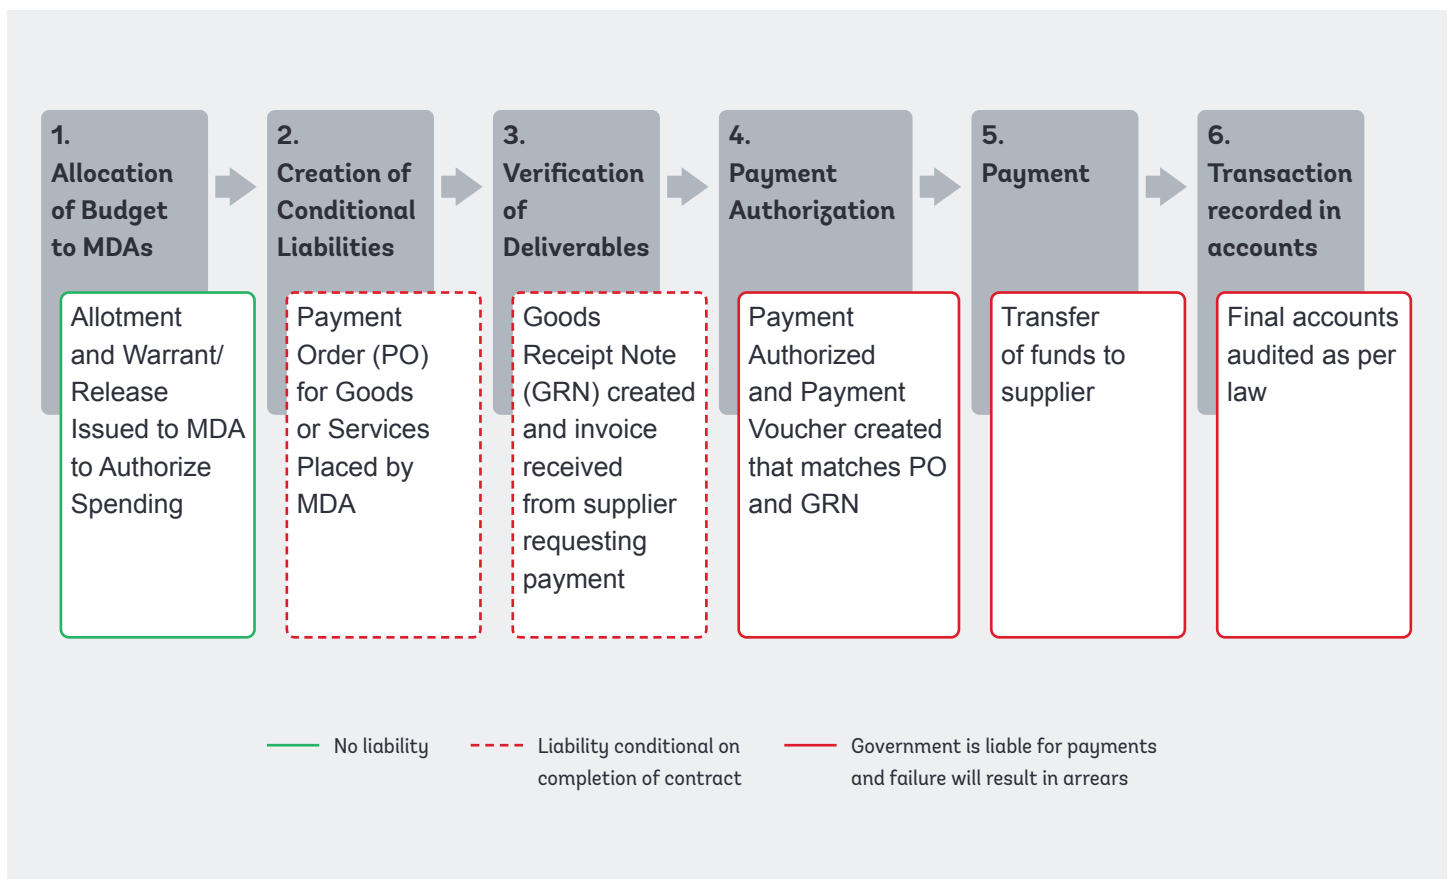 1.
Allocation
of Budget
to MDAs
Allotment
and Warrant/
Release
Issued to MDA
to Authorize
Spending
2.
Creation of
Conditional
Liabilities
Payment
Order (PO)
for Goods
or Services
Placed by
MDA
3.
Verification
of
Deliverables
Goods
Receipt Note
(GRN) created
and invoice
received
from supplier
requesting
payment
4.
Payment
Authorization
Payment
Authorized
and Payment
Voucher created
that matches PO
and GRN
5.
Payment
Transfer
of funds to
supplier
6.
Transaction
recorded in
accounts
Final accounts
audited as per
law
No liability
Liability conditional on
completion of contract
Government is liable for payments
and failure will result in arrears